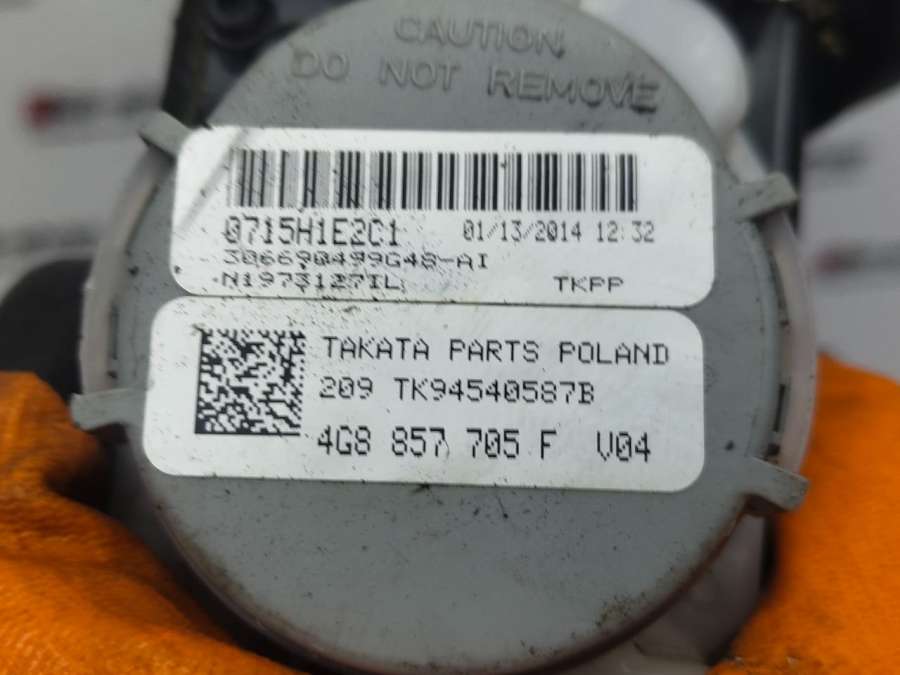 CAUTION
DO NOT REMOVE
0715H1E2C1 01/13/2014 12:32
306690499G48-AI
N1973127IL TKPP
TAKATA PARTS POLAND
209 TK94540587B
4G8 857 705 F V04